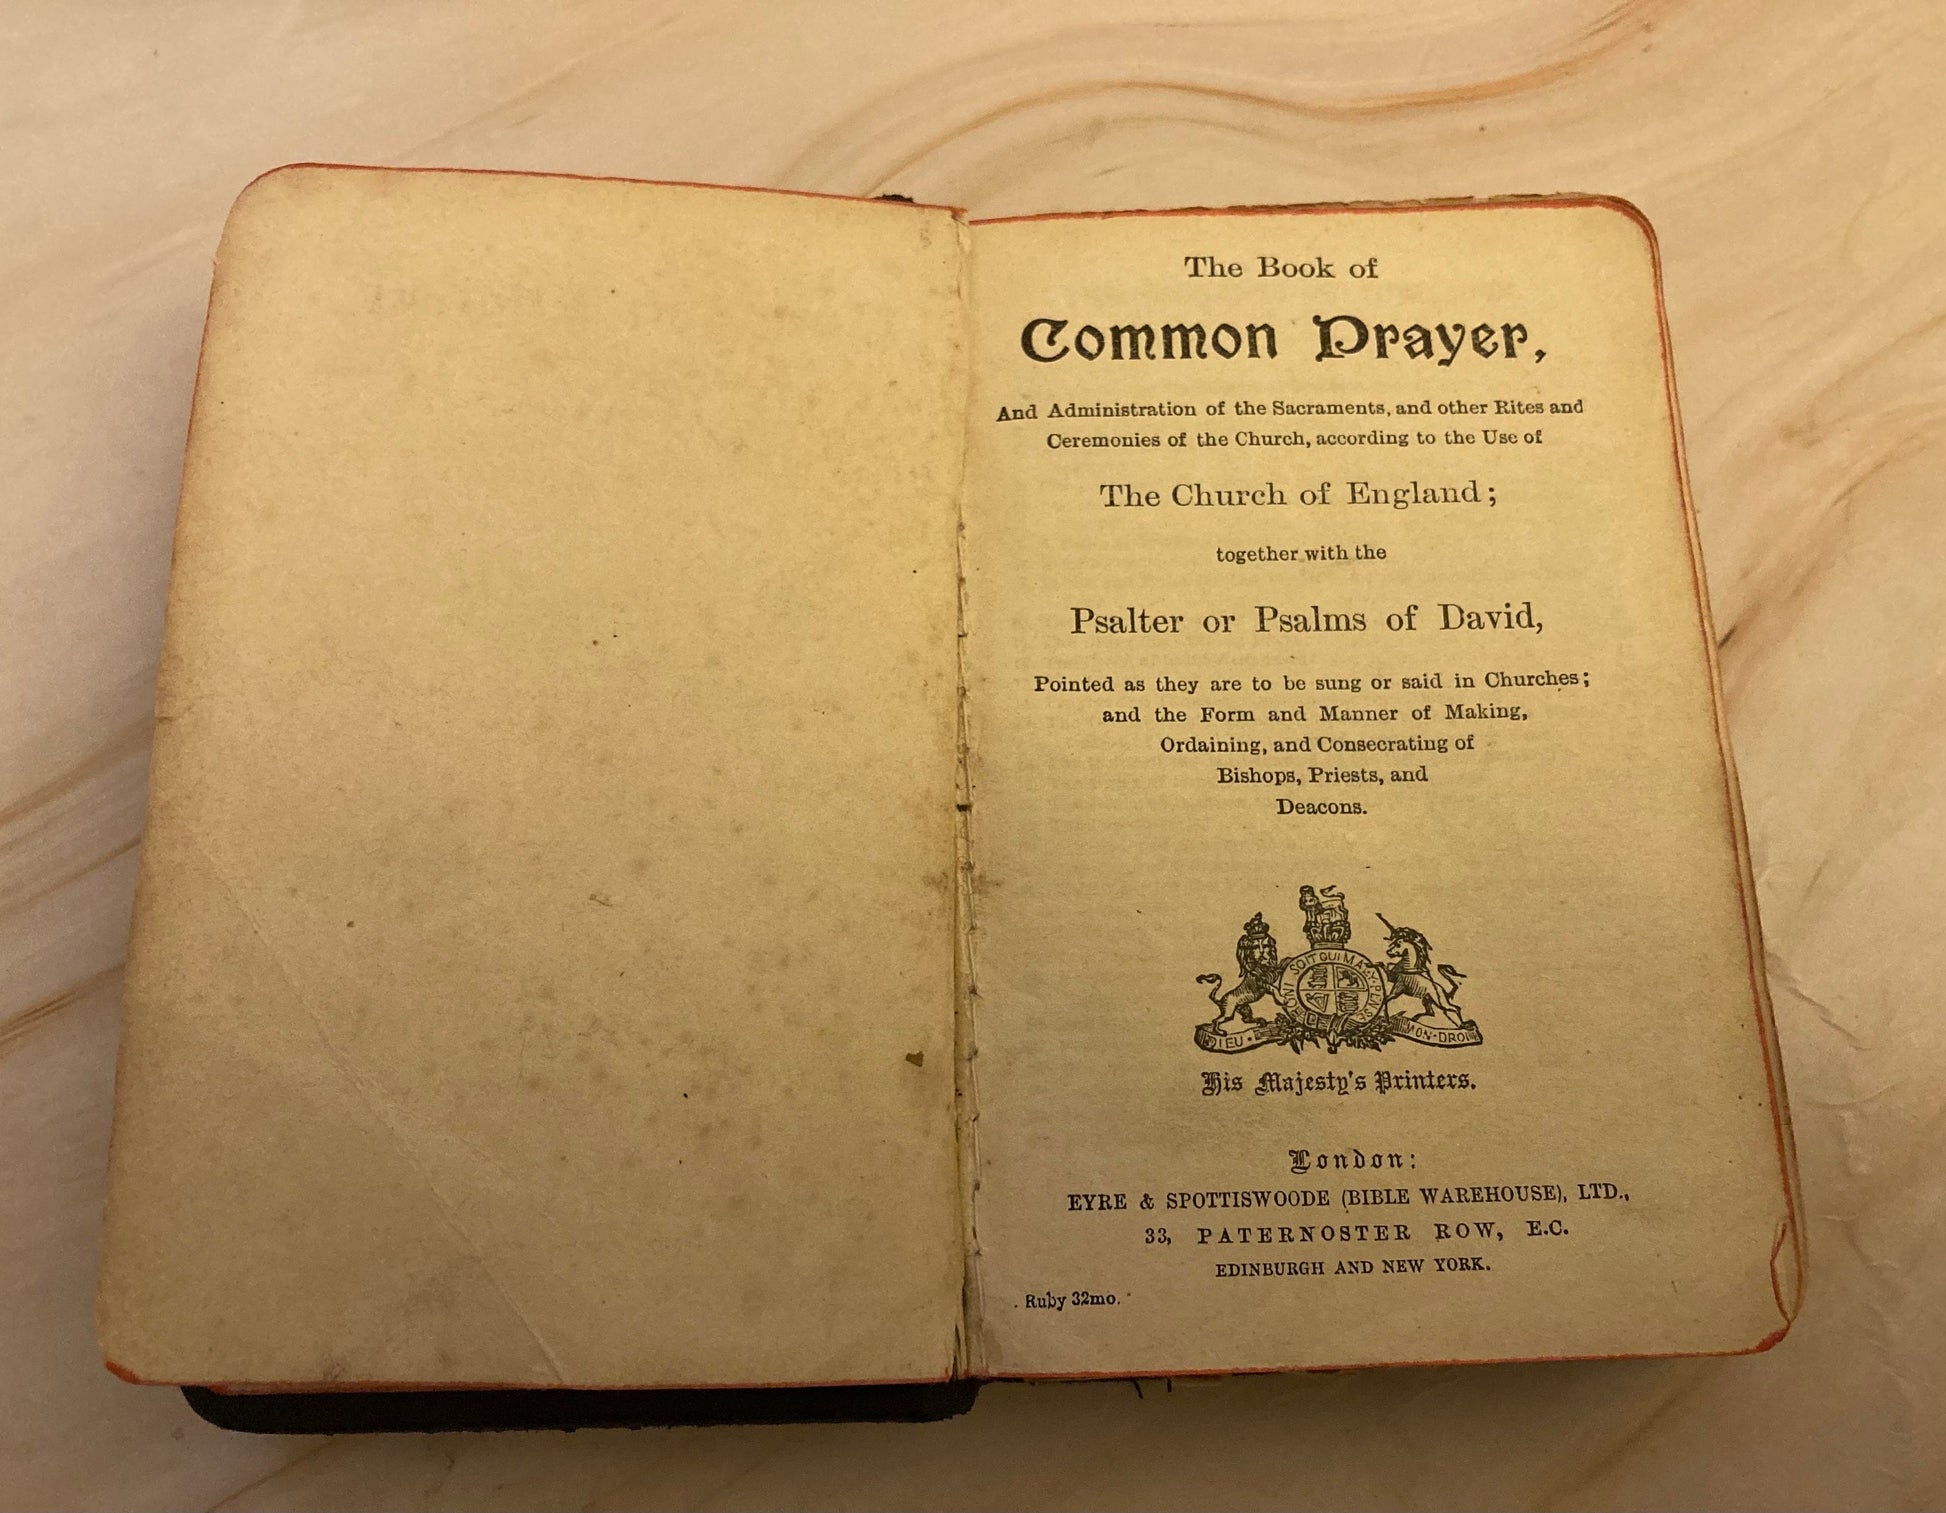 The Book of
Common Prayer,
And Administration of the Sacraments, and other Rites and
Ceremonies of the Church, according to the Use of
The Church of England;
together with the
Psalter or Psalms of David,
Pointed as they are to be sung or said in Churches;
and the Form and Manner of Making,
Ordaining, and Consecrating of
Bishops, Priests, and
Deacons.
SOIT QUI MAL Y PENSE
DIEU MON DROIT
His Majesty's Printers.
London:
EYRE & SPOTTISWOODE (BIBLE WAREHOUSE), LTD.,
33, PATERNOSTER ROW, E.C.
EDINBURGH AND NEW YORK.
Ruby 32mo.